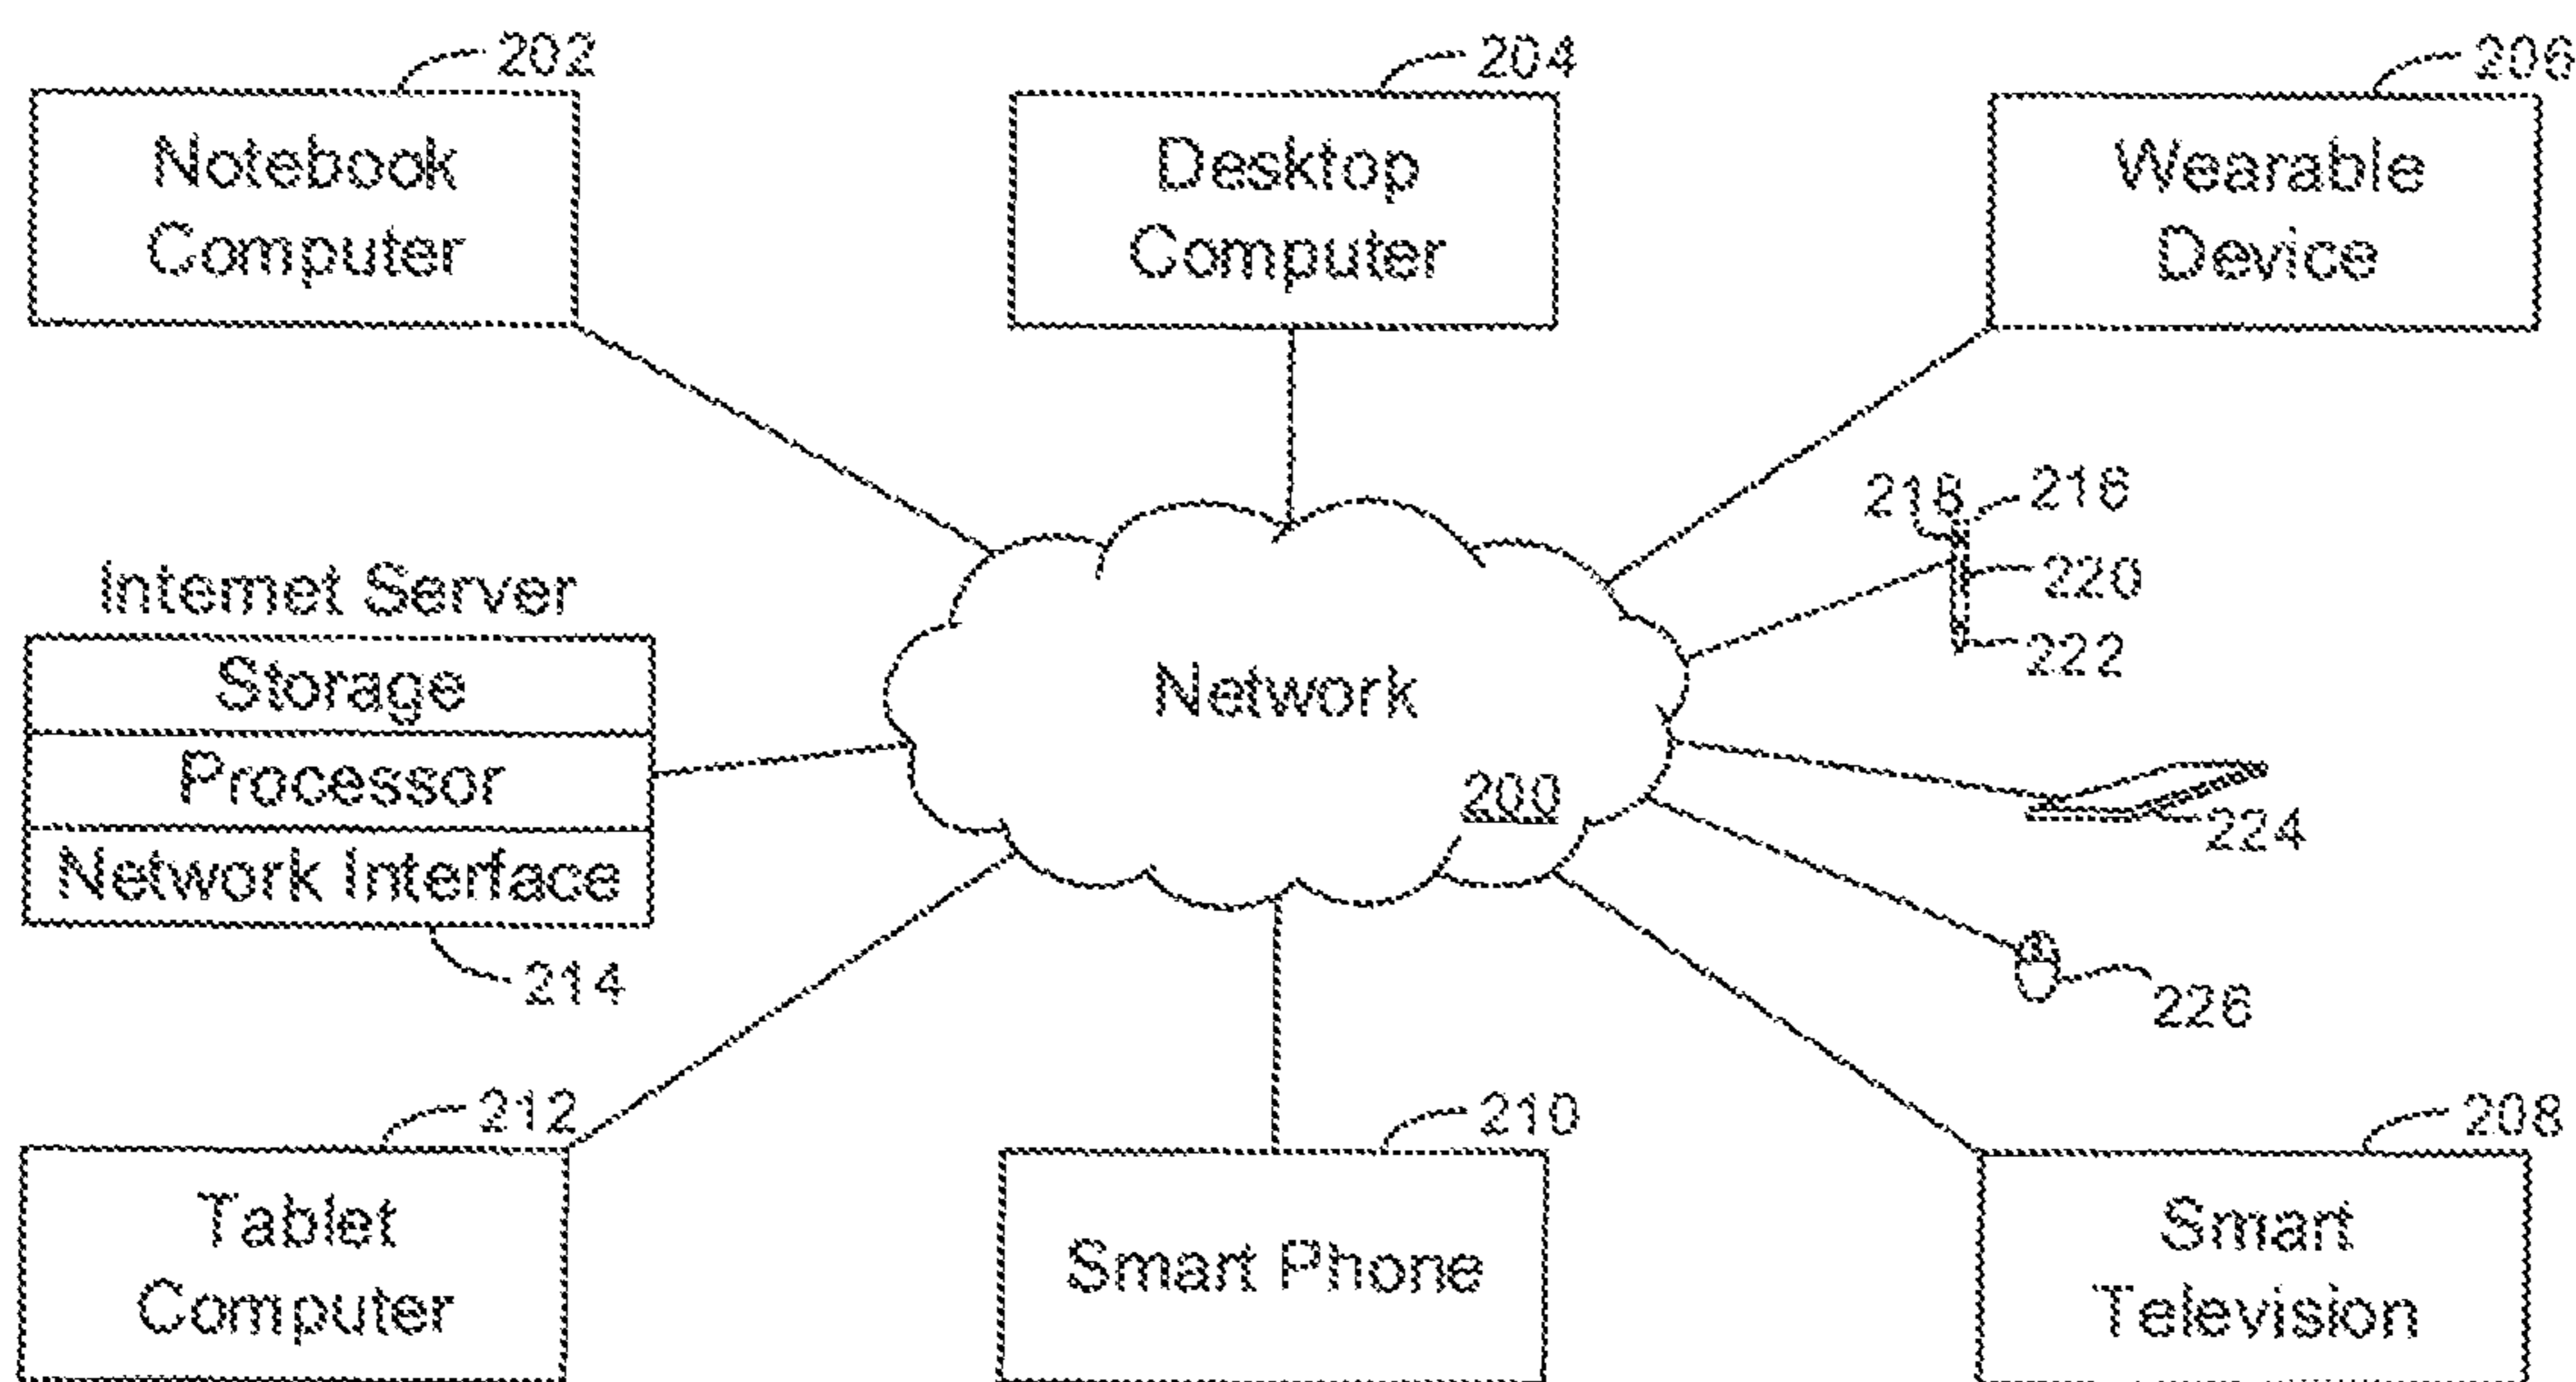 202
204
206
Notebook
Computer
Desktop
Computer
Wearable
Device
218
216
220
222
Internet Server
Storage
Processor
Network Interface
214
Network
200
224
226
212
210
208
Tablet
Computer
Smart Phone
Smart
Television